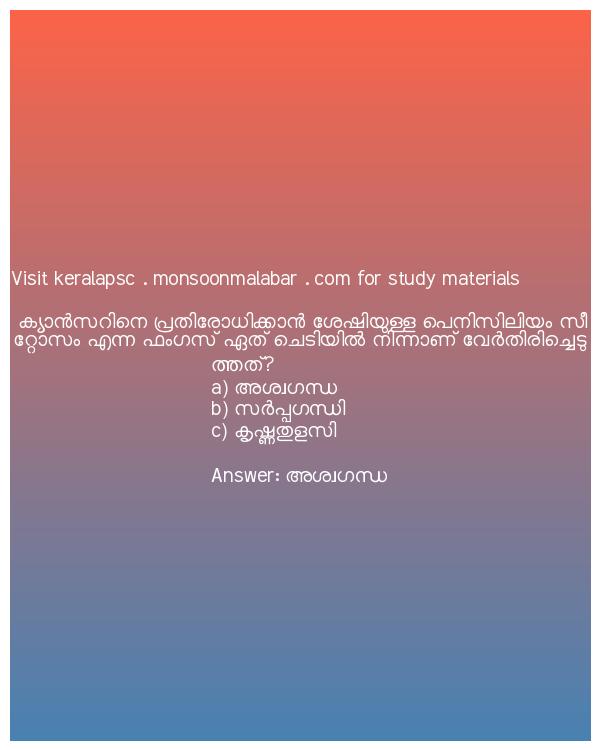 Visit keralapsc . monsoonmalabar . com for study materials
ക്യാൻസറിനെ പ്രതിരോധിക്കാൻ ശേഷിയുള്ള പെനിസിലിയം സീ
റ്റോസം എന്ന ഫംഗസ് ഏത് ചെടിയിൽ നിന്നാണ് വേർതിരിച്ചെടു
ത്തത്?
a) അശ്വഗന്ധ
b) സർപ്പഗന്ധി
c) കൃഷ്ണതുളസി
Answer: അശ്വഗന്ധ